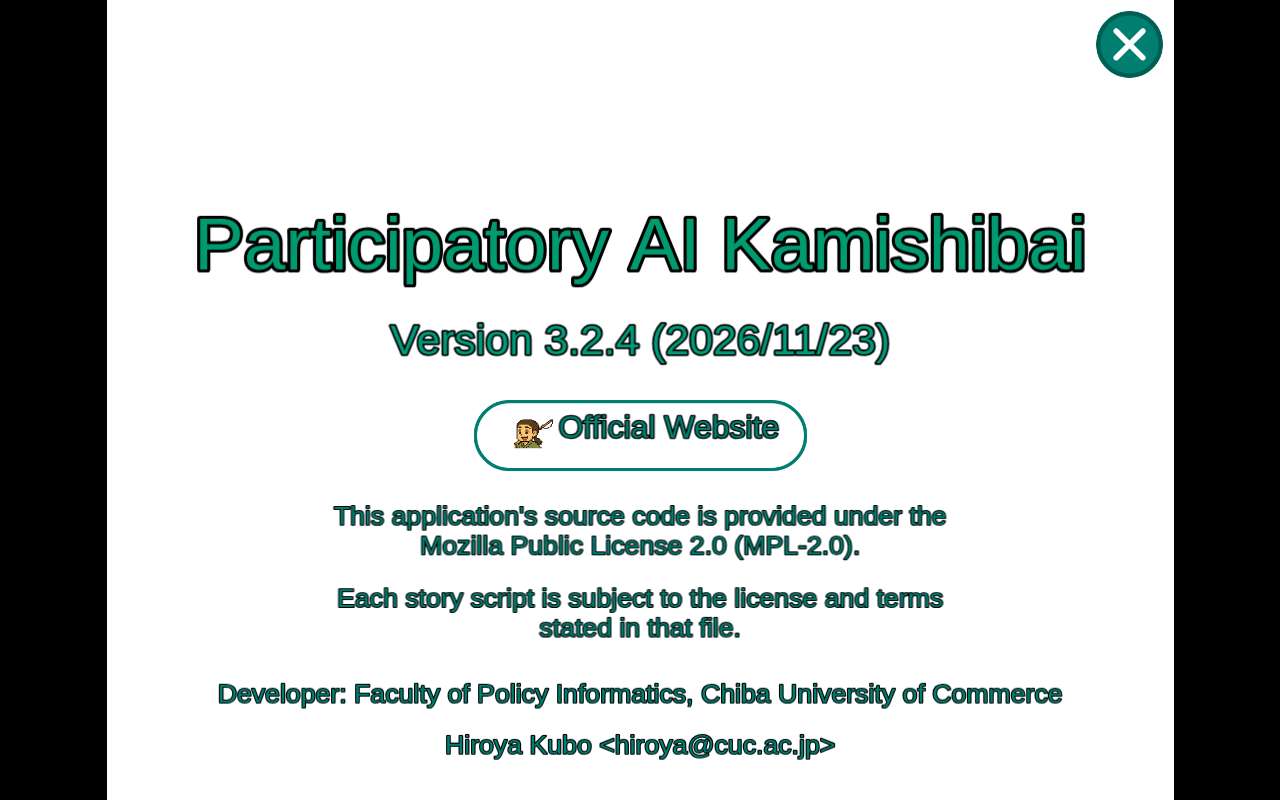 Participatory AI Kamishibai
Version 3.2.4 (2026/11/23)
Official Website
This application's source code is provided under the
Mozilla Public License 2.0 (MPL-2.0).
Each story script is subject to the license and terms
stated in that file.
Developer: Faculty of Policy Informatics, Chiba University of Commerce
Hiroya Kubo <hiroya@cuc.ac.jp>